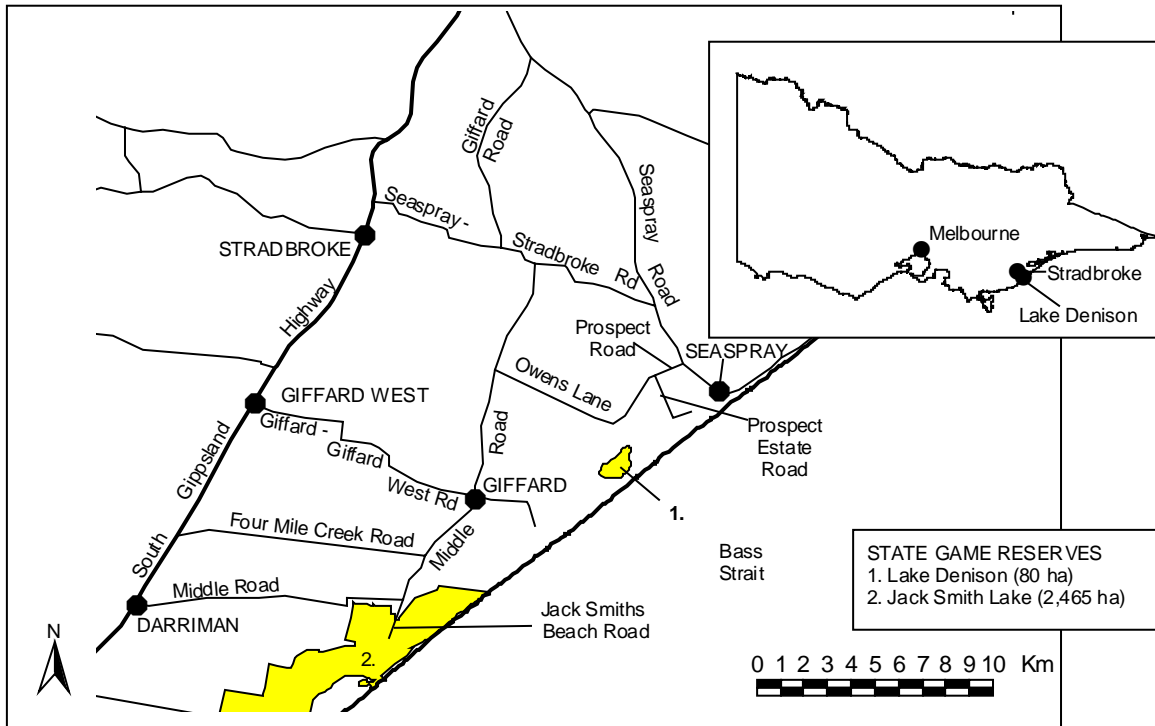 Giffard
Road
Seaspray -
Stradbroke
Rd
Seaspray
Road
STRADBROKE
Highway
Prospect
Road
SEASPRAY
Owens Lane
GIFFARD WEST
Giffard -
Giffard
West Rd
Road
GIFFARD
Prospect
Estate
Road
Gippsland
1.
Four Mile Creek Road
Middle
South
Middle Road
DARRIMAN
Jack Smiths
Beach Road
2.
Bass
Strait
N
Melbourne
Stradbroke
Lake Denison
STATE GAME RESERVES
1. Lake Denison (80 ha)
2. Jack Smith Lake (2,465 ha)
0 1 2 3 4 5 6 7 8 9 10 Km